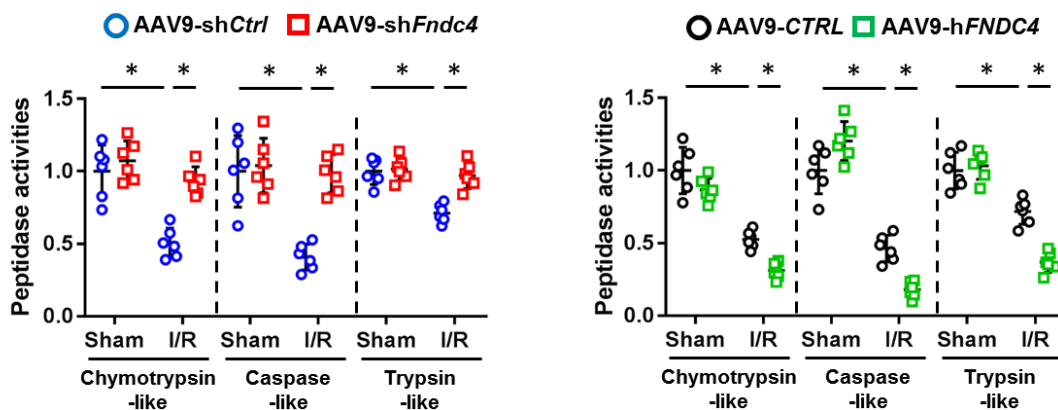 AAV9-shCtrl AAV9-shFndc4
* * * * * *
Peptidase activities
1.5
1.0
0.5
0.0
Sham I/R Sham I/R Sham I/R
Chymotrypsin
-like
Caspase
-like
Trypsin
-like
AAV9-CTRL AAV9-hFNDC4
* * * * * *
Peptidase activities
1.5
1.0
0.5
0.0
Sham I/R Sham I/R Sham I/R
Chymotrypsin
-like
Caspase
-like
Trypsin
-like